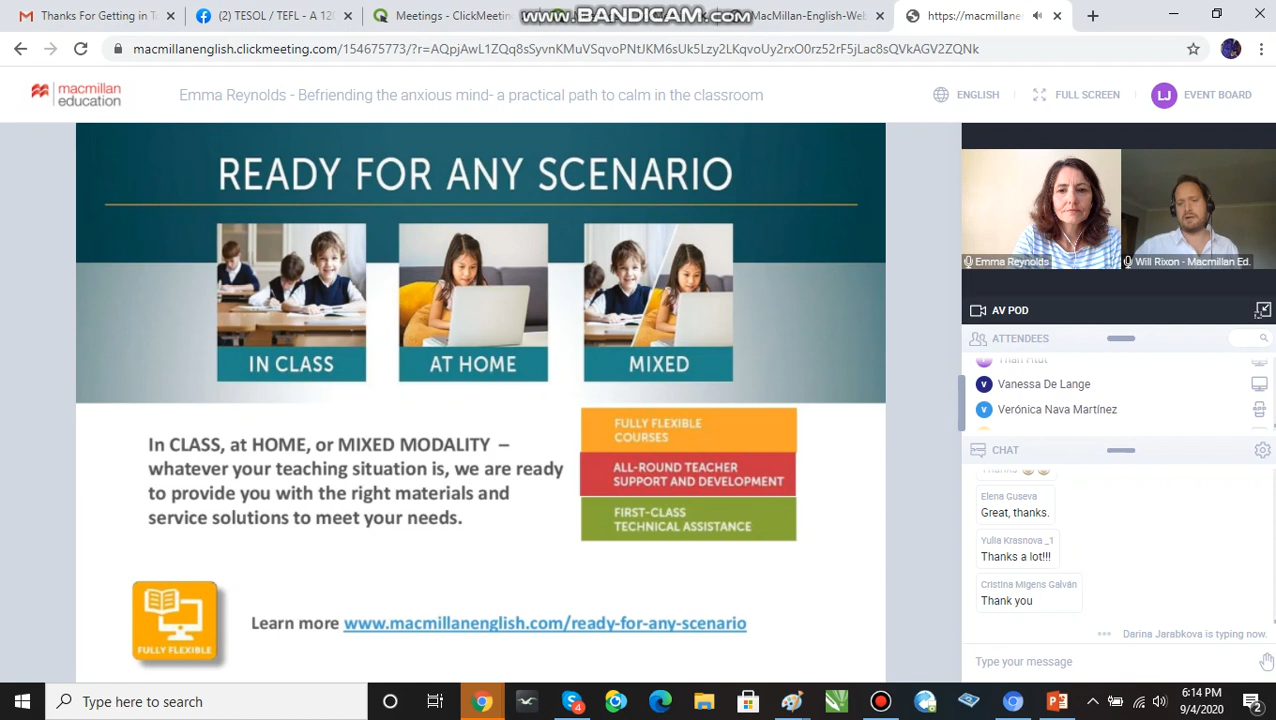 Thanks For Getting in T
(2) TESOL / TEFL - A 120
Meetings - ClickMeetin
www.BANDICAM.com
MacMillan-English-Web
https://macmillane
macmillanenglish.clickmeeting.com/154675773/?r=AQpjAwL1ZQq8sSyvnKMuVSqvoPNtJKM6sUk5Lzy2LKqvoUy2rxO0rz52rF5jLac8sQVkAGV2ZQNk
macmillan
education
Emma Reynolds - Befriending the anxious mind- a practical path to calm in the classroom
ENGLISH
FULL SCREEN
LJ
EVENT BOARD
READY FOR ANY SCENARIO
IN CLASS
AT HOME
MIXED
In CLASS, at HOME, or MIXED MODALITY –
whatever your teaching situation is, we are ready
to provide you with the right materials and
service solutions to meet your needs.
FULLY FLEXIBLE
COURSES
ALL-ROUND TEACHER
SUPPORT AND DEVELOPMENT
FIRST-CLASS
TECHNICAL ASSISTANCE
FULLY FLEXIBLE
Learn more www.macmillanenglish.com/ready-for-any-scenario
Emma Reynolds
Will Rixon - Macmillan Ed.
AV POD
ATTENDEES
V Vanessa De Lange
V Verónica Nava Martínez
CHAT
Thanks
Elena Guseva
Great, thanks.
Yulia Krasnova _1
Thanks a lot!!!
Cristina Migens Galván
Thank you
Darina Jarabkova is typing now.
Type your message
Type here to search
4
6:14 PM
9/4/2020
2